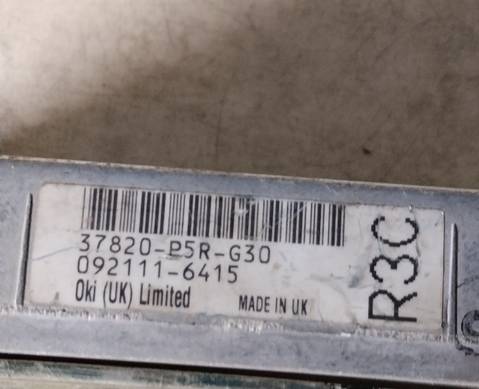 37820-P5R-G30
092111-6415
Oki (UK) Limited
MADE IN UK
R3C